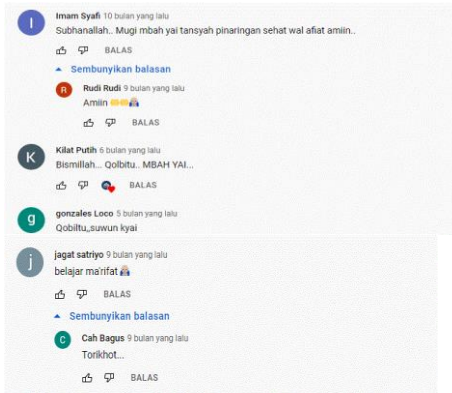 I
Imam Syafi 10 bulan yang lalu
Subhanallah.. Mugi mbah yai tansyah pinaringan sehat wal afiat amiin..
BALAS
Sembunyikan balasan
R
Rudi Rudi 9 bulan yang lalu
Amiin
BALAS
K
Kilat Putih 6 bulan yang lalu
Bismillah... Qolbitu.. MBAH YAI...
BALAS
g
gonzales Loco 5 bulan yang lalu
Qobiltu,,suwun kyai
j
jagat satriyo 9 bulan yang lalu
belajar ma'rifat
BALAS
Sembunyikan balasan
C
Cah Bagus 9 bulan yang lalu
Torikhot...
BALAS